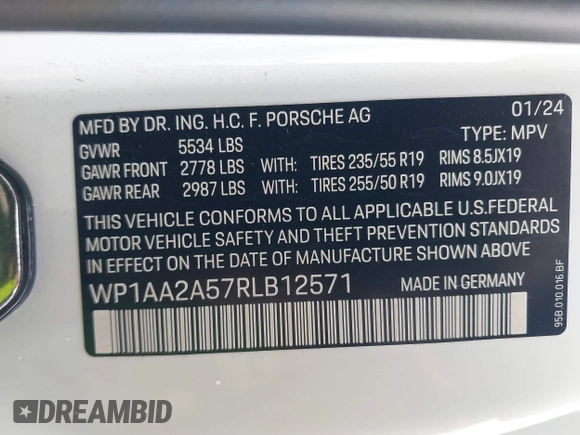 MFD BY DR. ING. H.C. F. PORSCHE AG 01/24
GVWR 5534 LBS TYPE: MPV
GAWR FRONT 2778 LBS WITH: TIRES 235/55 R19 RIMS 8.5JX19
GAWR REAR 2987 LBS WITH: TIRES 255/50 R19 RIMS 9.0JX19
THIS VEHICLE CONFORMS TO ALL APPLICABLE U.S.FEDERAL
MOTOR VEHICLE SAFETY AND THEFT PREVENTION STANDARDS
IN EFFECT ON THE DATE OF MANUFACTURE SHOWN ABOVE
WP1AA2A57RLB12571 MADE IN GERMANY
95B.010.016 BF
DREAMBID